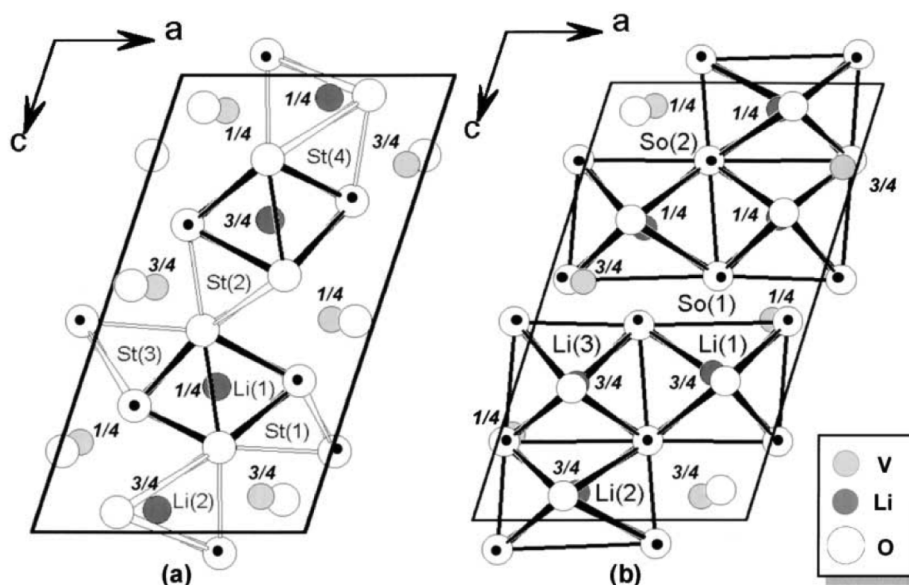 a
c
1/4
1/4
3/4
St(4)
3/4
3/4
St(2)
1/4
St(3)
1/4 Li(1)
1/4
St(1)
3/4
3/4
Li(2)
(a)
a
c
1/4
1/4
So(2)
3/4
1/4
1/4
3/4
So(1)
1/4
Li(3)
Li(1)
3/4
3/4
1/4
3/4
3/4
Li(2)
(b)
V
Li
O